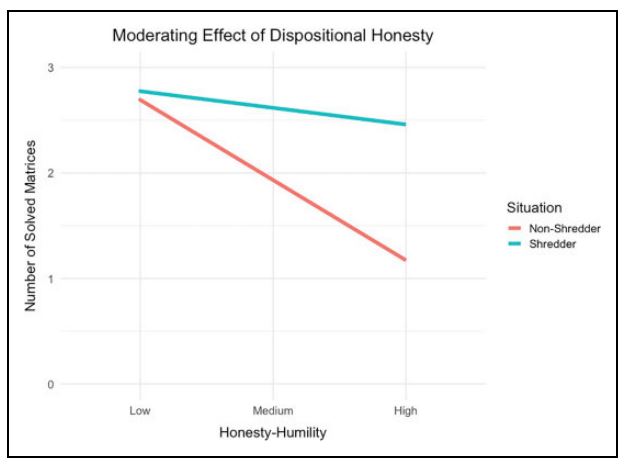 Moderating Effect of Dispositional Honesty
Number of Solved Matrices
3
2
1
0
Low
Medium
High
Honesty-Humility
Situation
Non-Shredder
Shredder